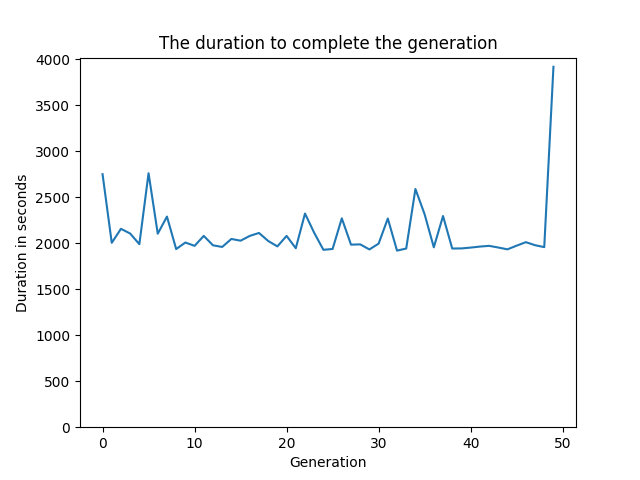 The duration to complete the generation
4000
3500
3000
2500
2000
1500
1000
500
0
Duration in seconds
0 10 20 30 40 50
Generation